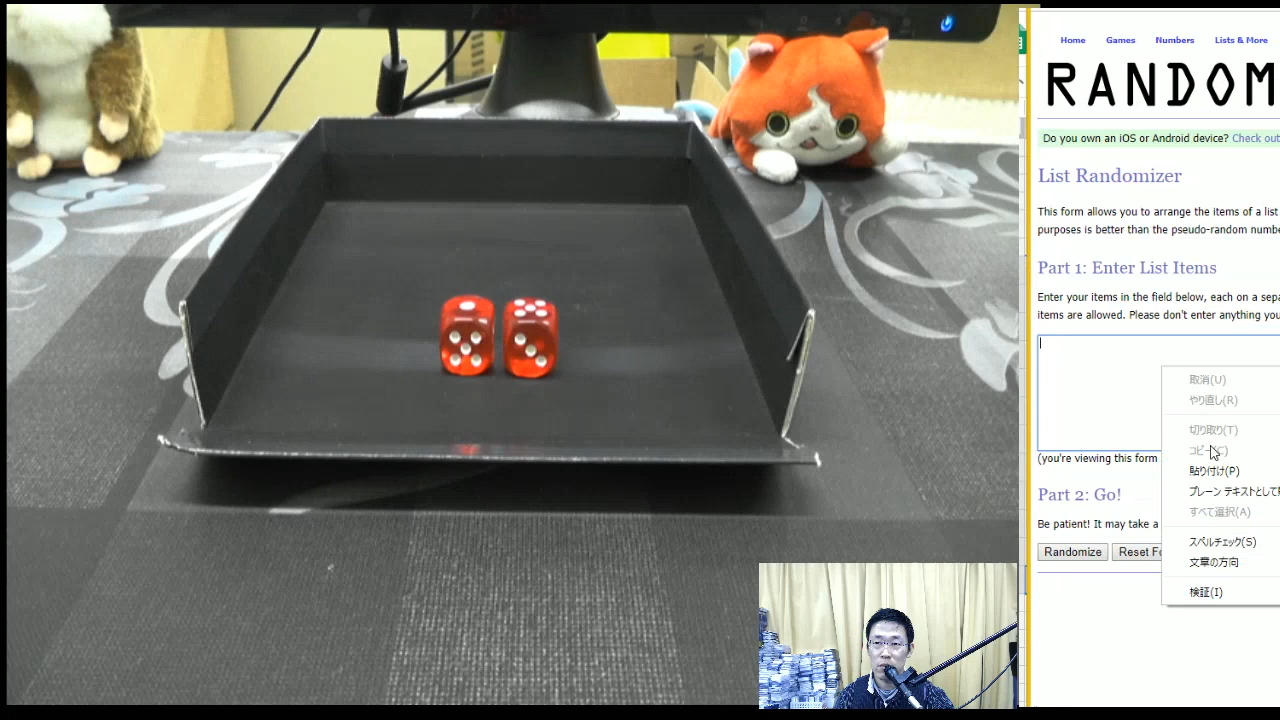 Home Games Numbers Lists & More
RANDOM
Do you own an iOS or Android device? Check out
List Randomizer
This form allows you to arrange the items of a list
purposes is better than the pseudo-random numbe
Part 1: Enter List Items
Enter your items in the field below, each on a sepa
items are allowed. Please don't enter anything you
取消(U)
やり直し(R)
切り取り(T)
コピー(C)
貼り付け(P)
プレーン テキストとして
すべて選択(A)
スペルチェック(S)
文章の方向
検証(I)
(you're viewing this form
Part 2: Go!
Be patient! It may take a
Randomize Reset Fo